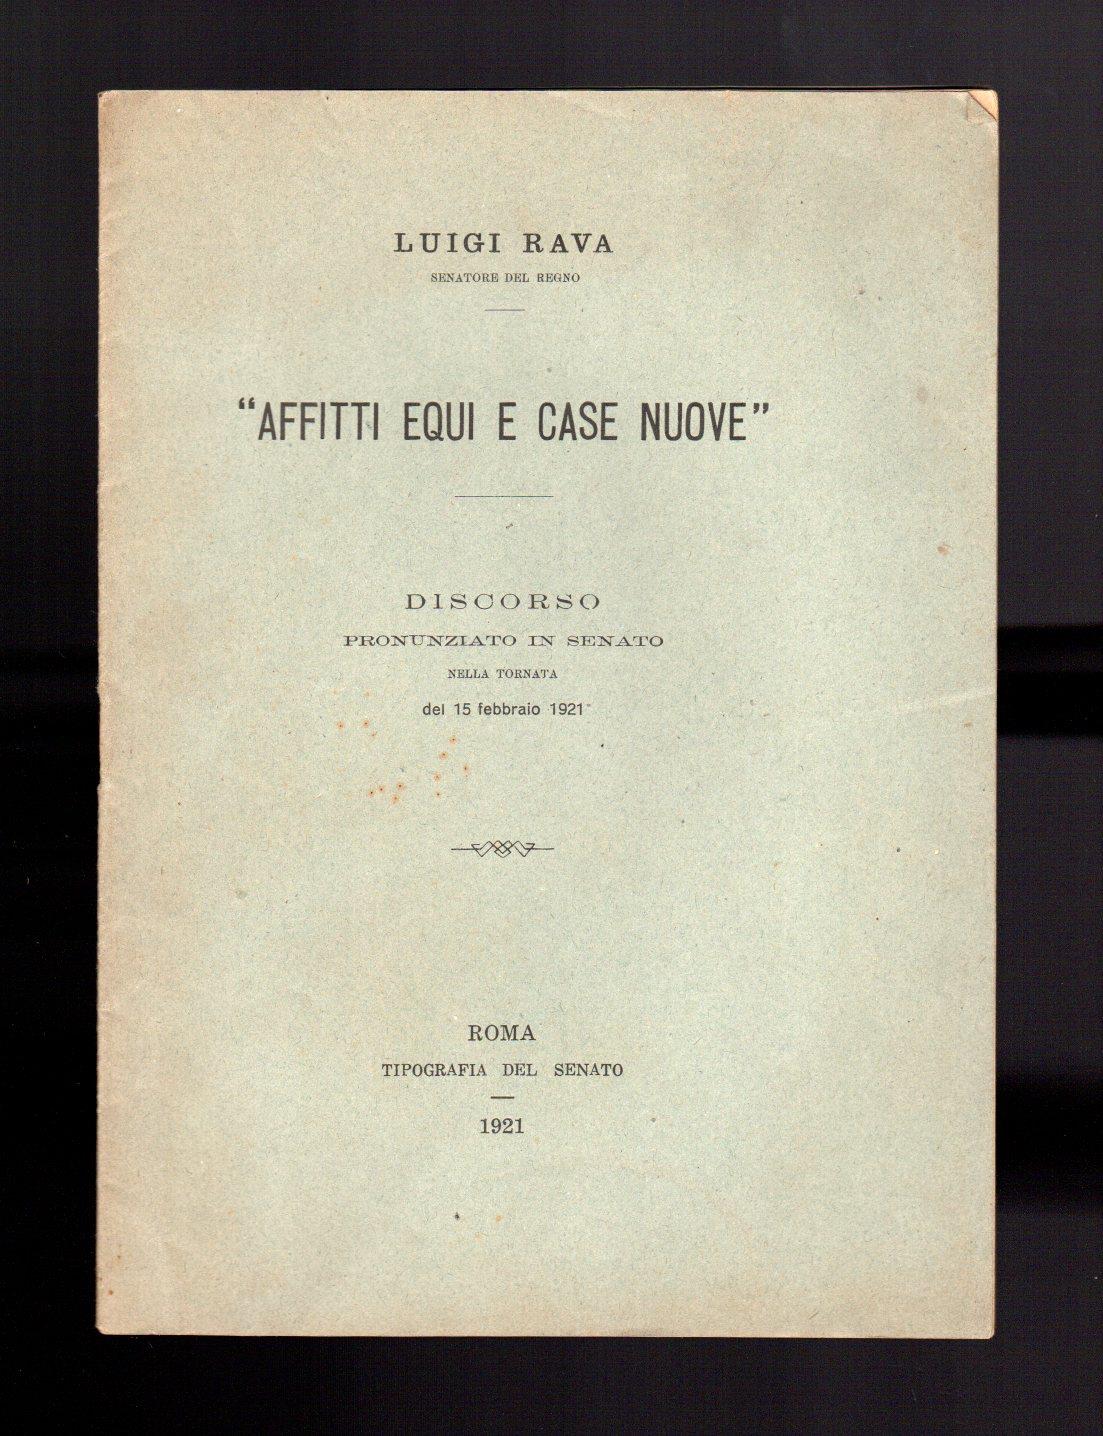 LUIGI RAVA
SENATORE DEL REGNO
“AFFITTI EQUI E CASE NUOVE”
DISCORSO
PRONUNZIATO IN SENATO
NELLA TORNATA
del 15 febbraio 1921
ROMA
TIPOGRAFIA DEL SENATO
1921